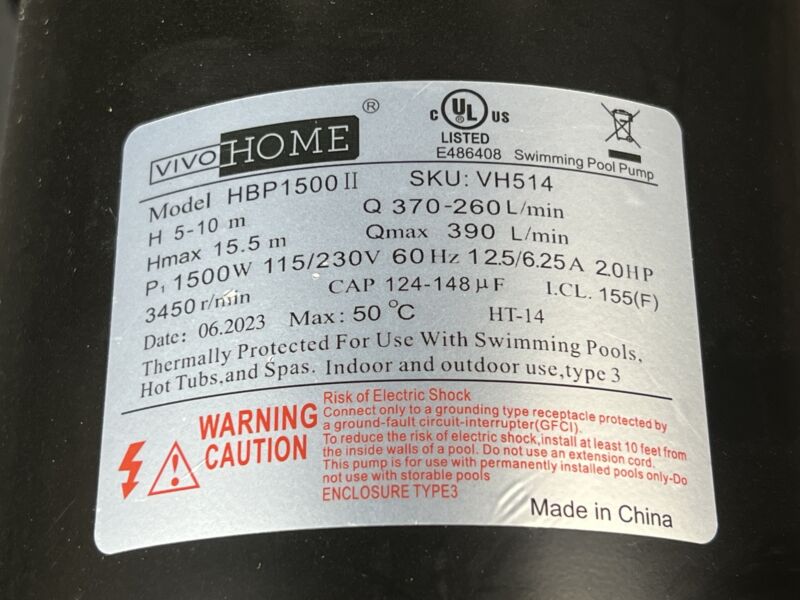 VIVOHOME ®
C UL ® US
LISTED
E486408 Swimming Pool Pump
Model HBP1500 II SKU: VH514
H 5-10 m Q 370-260 L/min
Hmax 15.5 m Qmax 390 L/min
P1 1500W 115/230V 60Hz 12.5/6.25A 2.0HP
3450 r/min CAP 124-148 μF I.CL. 155(F)
Date: 06.2023 Max: 50 °C HT-14
Thermally Protected For Use With Swimming Pools,
Hot Tubs,and Spas. Indoor and outdoor use,type 3
WARNING
CAUTION
Risk of Electric Shock
Connect only to a grounding type receptacle protected by
a ground-fault circuit-interrupter(GFCI).
To reduce the risk of electric shock,install at least 10 feet from
the inside walls of a pool. Do not use an extension cord.
This pump is for use with permanently installed pools only-Do
not use with storable pools
ENCLOSURE TYPE3
Made in China